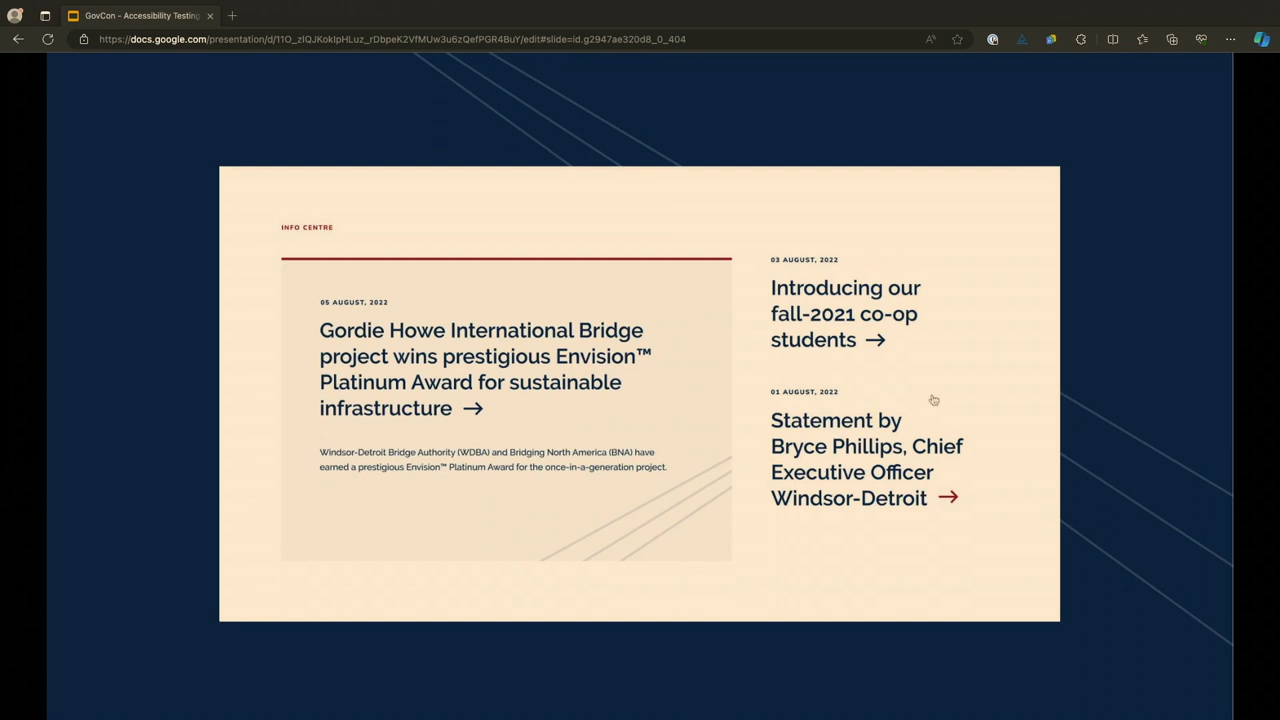 GovCon - Accessibility Testing
https://docs.google.com/presentation/d/11O_zIQJKokIpHLuz_rDbpeK2VfMUw3u6zQefPGR4BuY/edit#slide=id.g2947ae320d8_0_404
INFO CENTRE
05 AUGUST, 2022
Gordie Howe International Bridge
project wins prestigious Envision™
Platinum Award for sustainable
infrastructure →
Windsor-Detroit Bridge Authority (WDBA) and Bridging North America (BNA) have
earned a prestigious Envision™ Platinum Award for the once-in-a-generation project.
03 AUGUST, 2022
Introducing our
fall-2021 co-op
students →
01 AUGUST, 2022
Statement by
Bryce Phillips, Chief
Executive Officer
Windsor-Detroit →